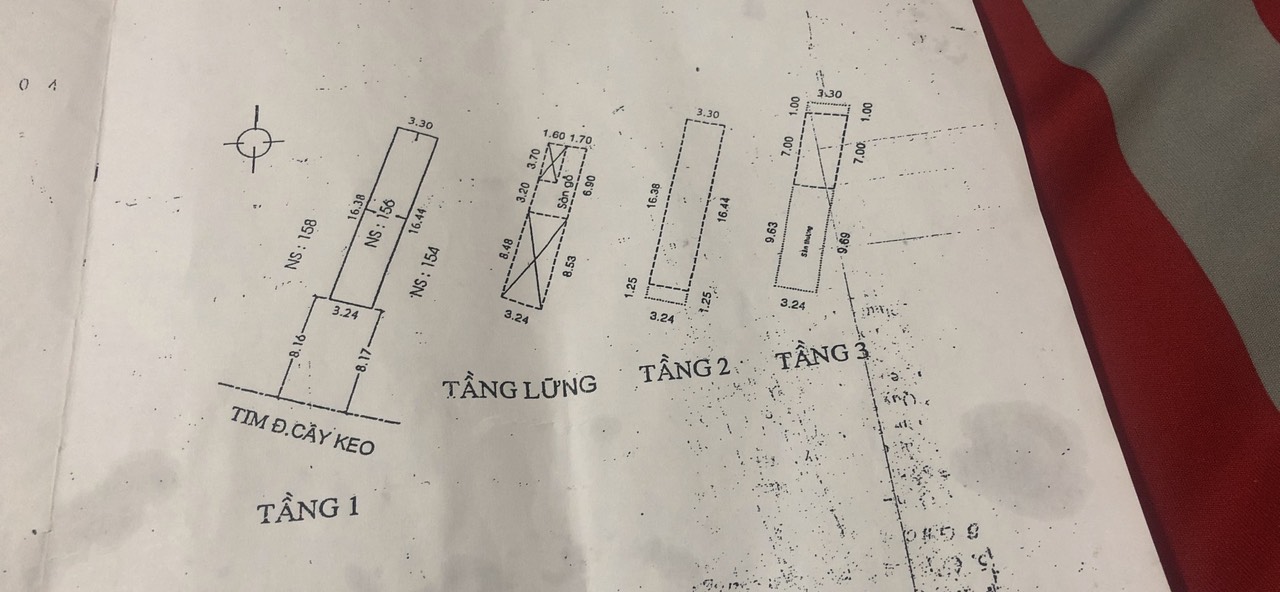 0 1
3.30
16.38
NS : 156
16.44
NS : 158
NS : 154
3.24
8.16
8.17
TIM Đ.CÂY KEO
TẦNG 1
1.60 1.70
3.70
3.20
Sàn gỗ
6.90
8.48
8.53
3.24
TẦNG LỮNG
3.30
16.38
16.44
1.25
1.25
3.24
TẦNG 2
3.30
1.00
1.00
7.00
7.00
9.63
Sân thượng
9.69
3.24
TẦNG 3